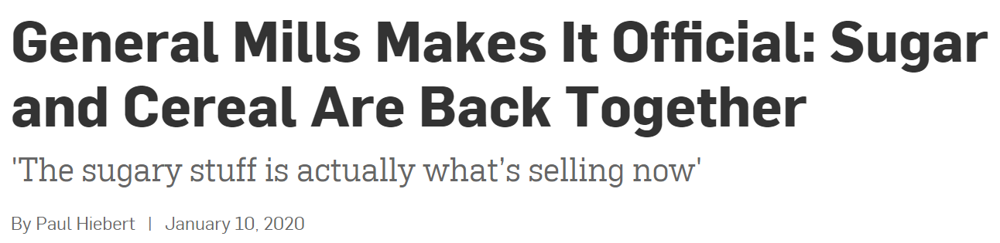 General Mills Makes It Official: Sugar
and Cereal Are Back Together
'The sugary stuff is actually what’s selling now'
By Paul Hiebert | January 10, 2020